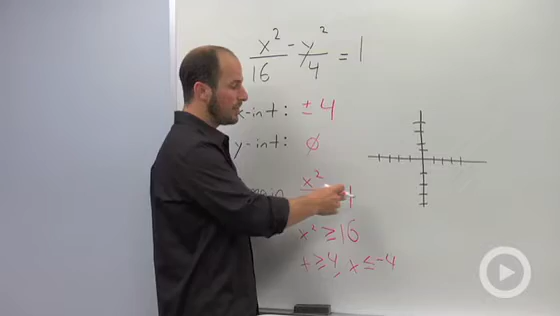 x²/16 - y²/4 = 1
x-int: ± 4
y-int: ∅
x²
x² ≥ 16
x ≥ 4, x ≤ -4